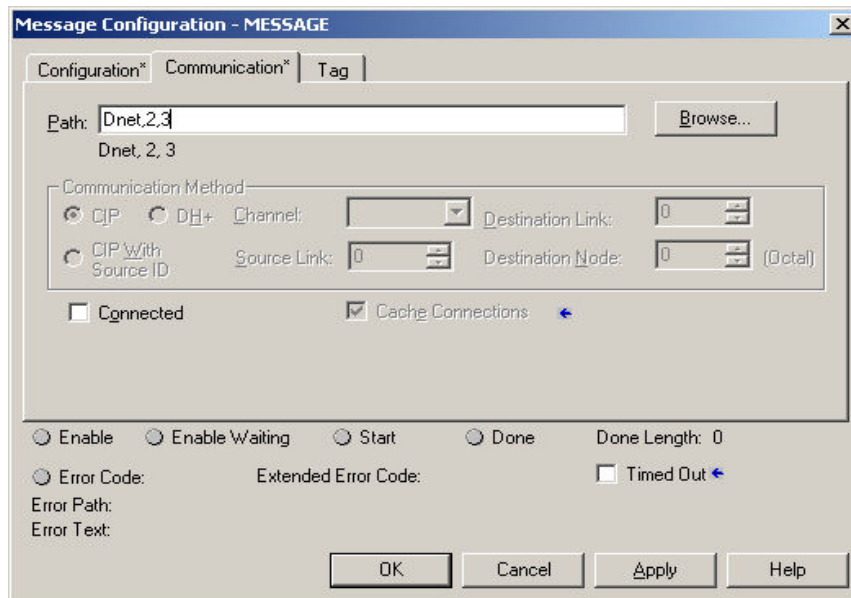 Message Configuration - MESSAGE
Configuration* Communication* Tag
Path: Dnet,2,3 Browse...
Dnet, 2, 3
Communication Method
CIP DH+ Channel: Destination Link: 0
CIP With Source ID Source Link: 0 Destination Node: 0 (Octal)
Connected Cache Connections
Enable Enable Waiting Start Done Done Length: 0
Error Code: Extended Error Code: Timed Out
Error Path:
Error Text:
OK Cancel Apply Help